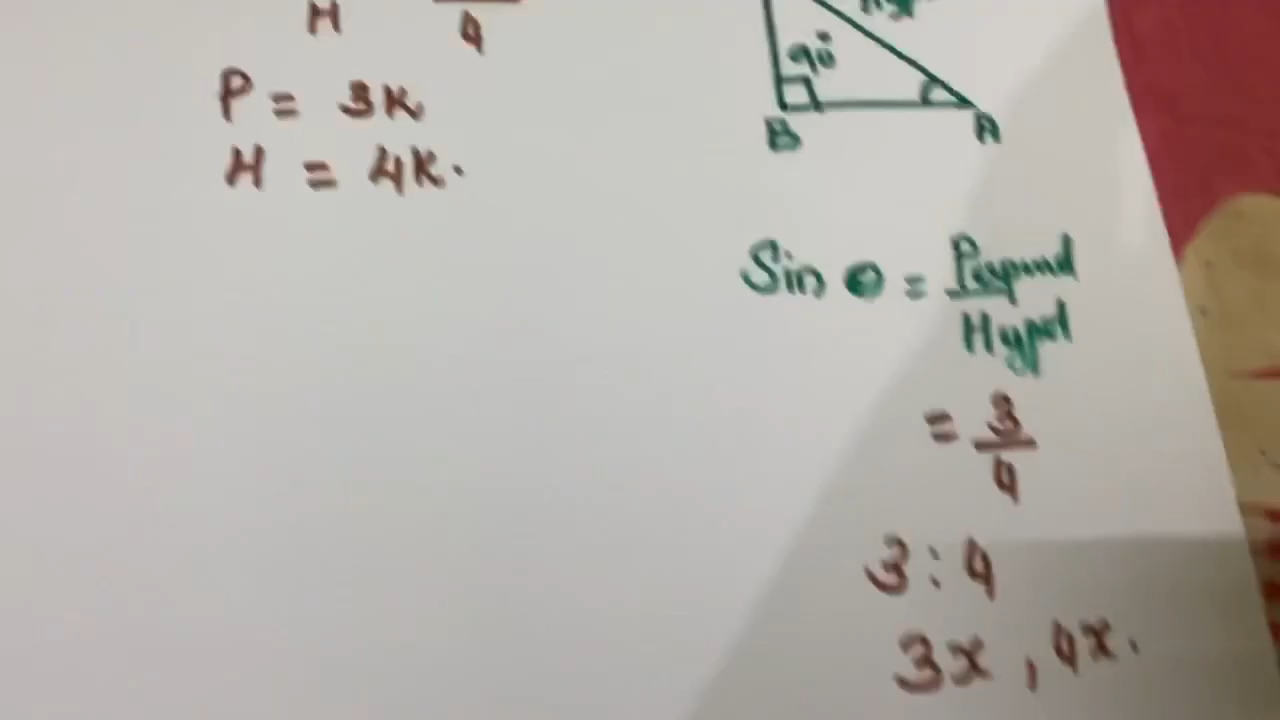 H 4
P = 3K
H = 4K.
90°
B A
Sin θ = Perpend
Hypot
= 3
4
3 : 4
3x , 4x.